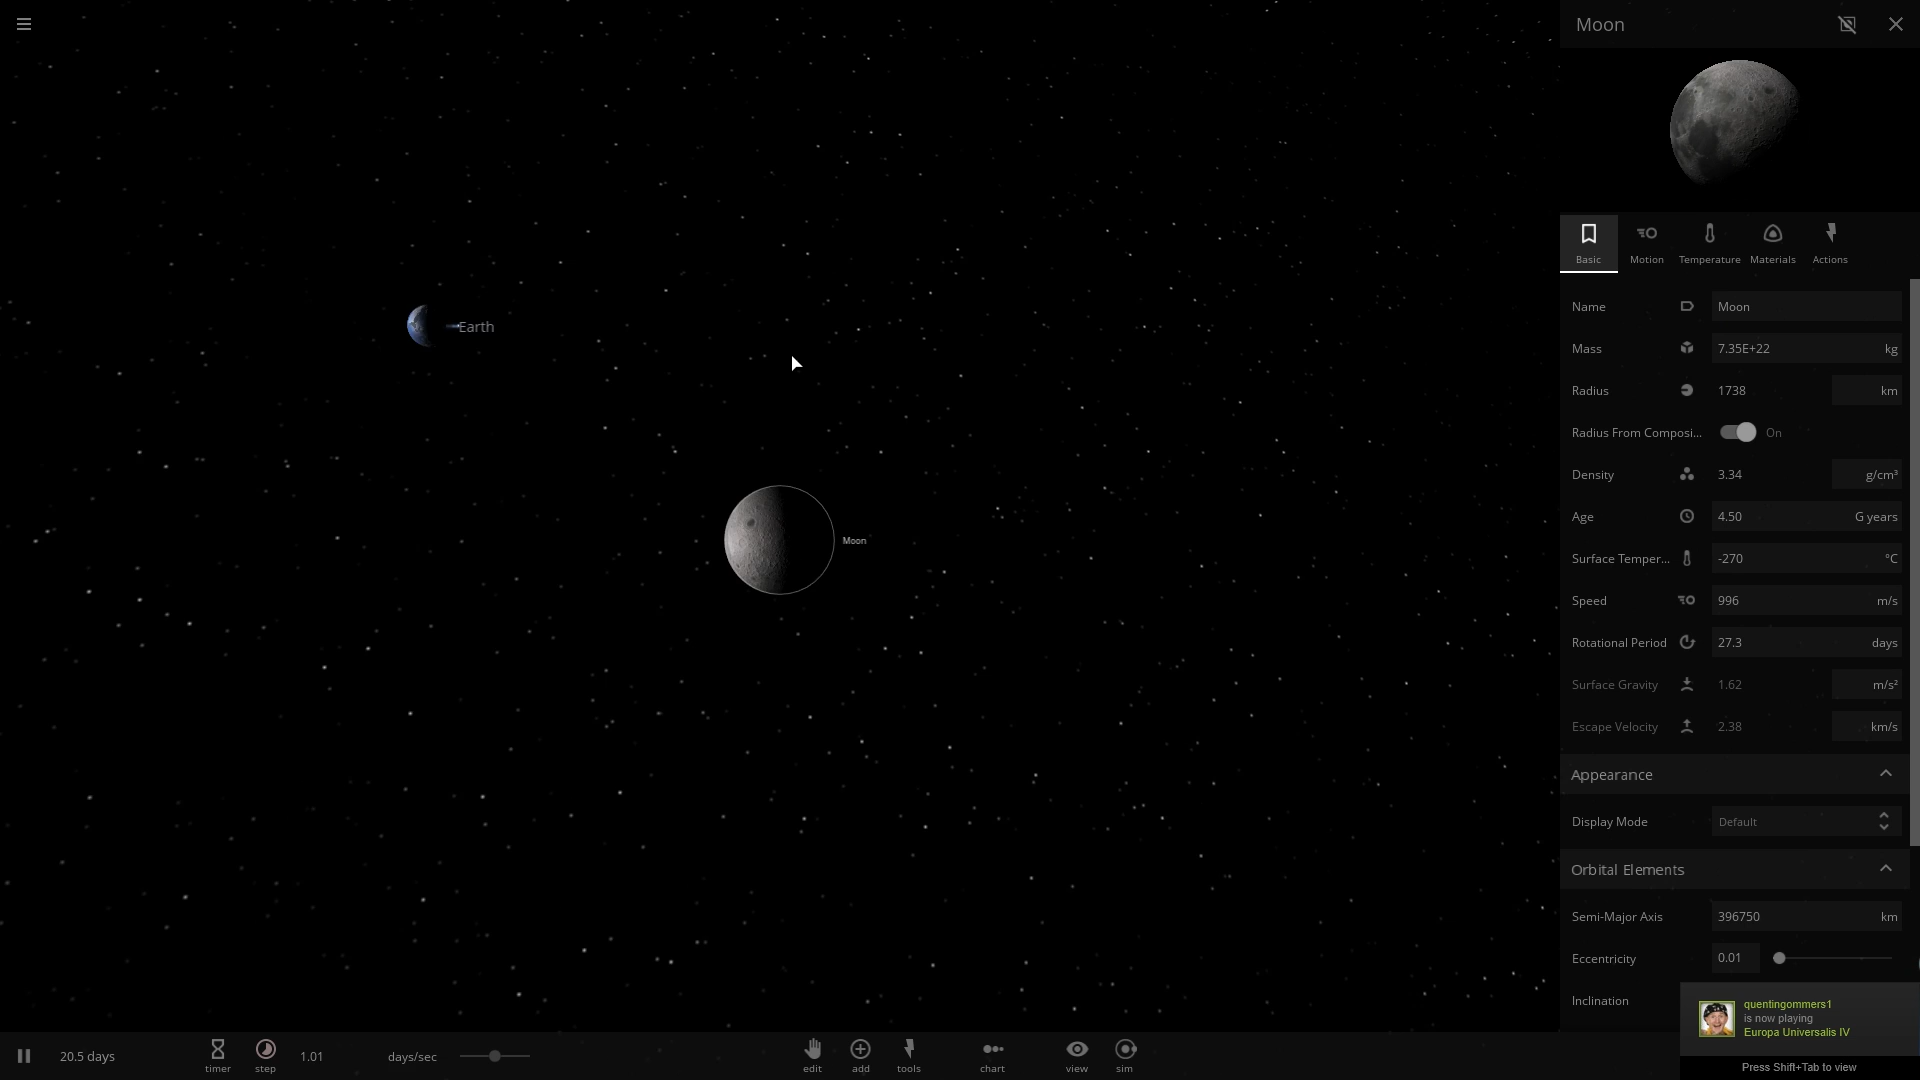 Moon
Earth
Moon
Basic
Motion
Temperature
Materials
Actions
Name
Moon
Mass
7.35E+22 kg
Radius
1738 km
Radius From Composi...
On
Density
3.34 g/cm³
Age
4.50 G years
Surface Temper...
-270 °C
Speed
996 m/s
Rotational Period
27.3 days
Surface Gravity
1.62 m/s²
Escape Velocity
2.38 km/s
Appearance
Display Mode
Default
Orbital Elements
Semi-Major Axis
396750 km
Eccentricity
0.01
Inclination
quentingommers1
is now playing
Europa Universalis IV
Press Shift+Tab to view
20.5 days
timer
step
1.01 days/sec
edit
add
tools
chart
view
sim